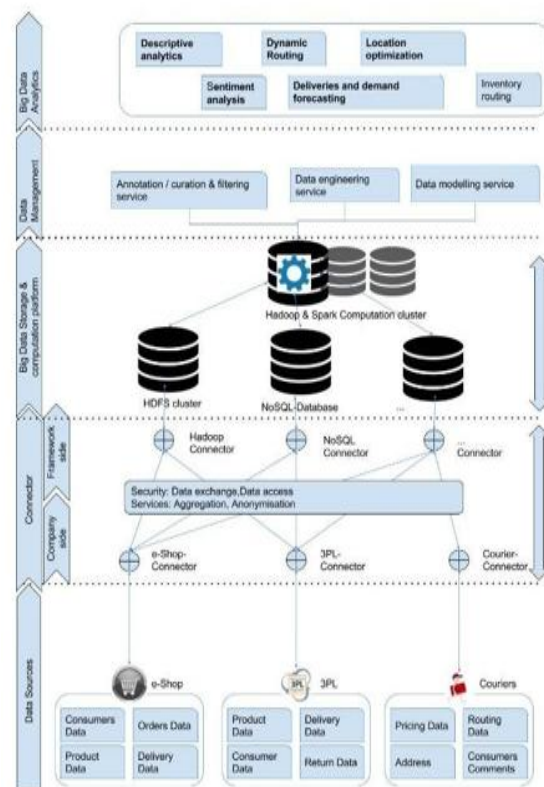 Big Data
Analytics
Descriptive
analytics
Dynamic
Routing
Location
optimization
Sentiment
analysis
Deliveries and demand
forecasting
Inventory
routing
Data
Management
Annotation / curation & filtering
service
Data engineering
service
Data modelling service
Big Data Storage &
computation platform
Hadoop & Spark Computation cluster
HDFS cluster
NoSQL-Database
...
Connector
Framework
side
Company
side
Hadoop
Connector
NoSQL
Connector
...
Connector
Security: Data exchange,Data access
Services: Aggregation, Anonymisation
e-Shop-
Connector
3PL-
Connector
Courier-
Connector
Data Sources
e-Shop
3PL
3PL
Couriers
Consumers
Data
Orders Data
Product
Data
Delivery
Data
Product
Data
Delivery
Data
Consumer
Data
Return Data
Pricing Data
Routing
Data
Address
Consumers
Comments